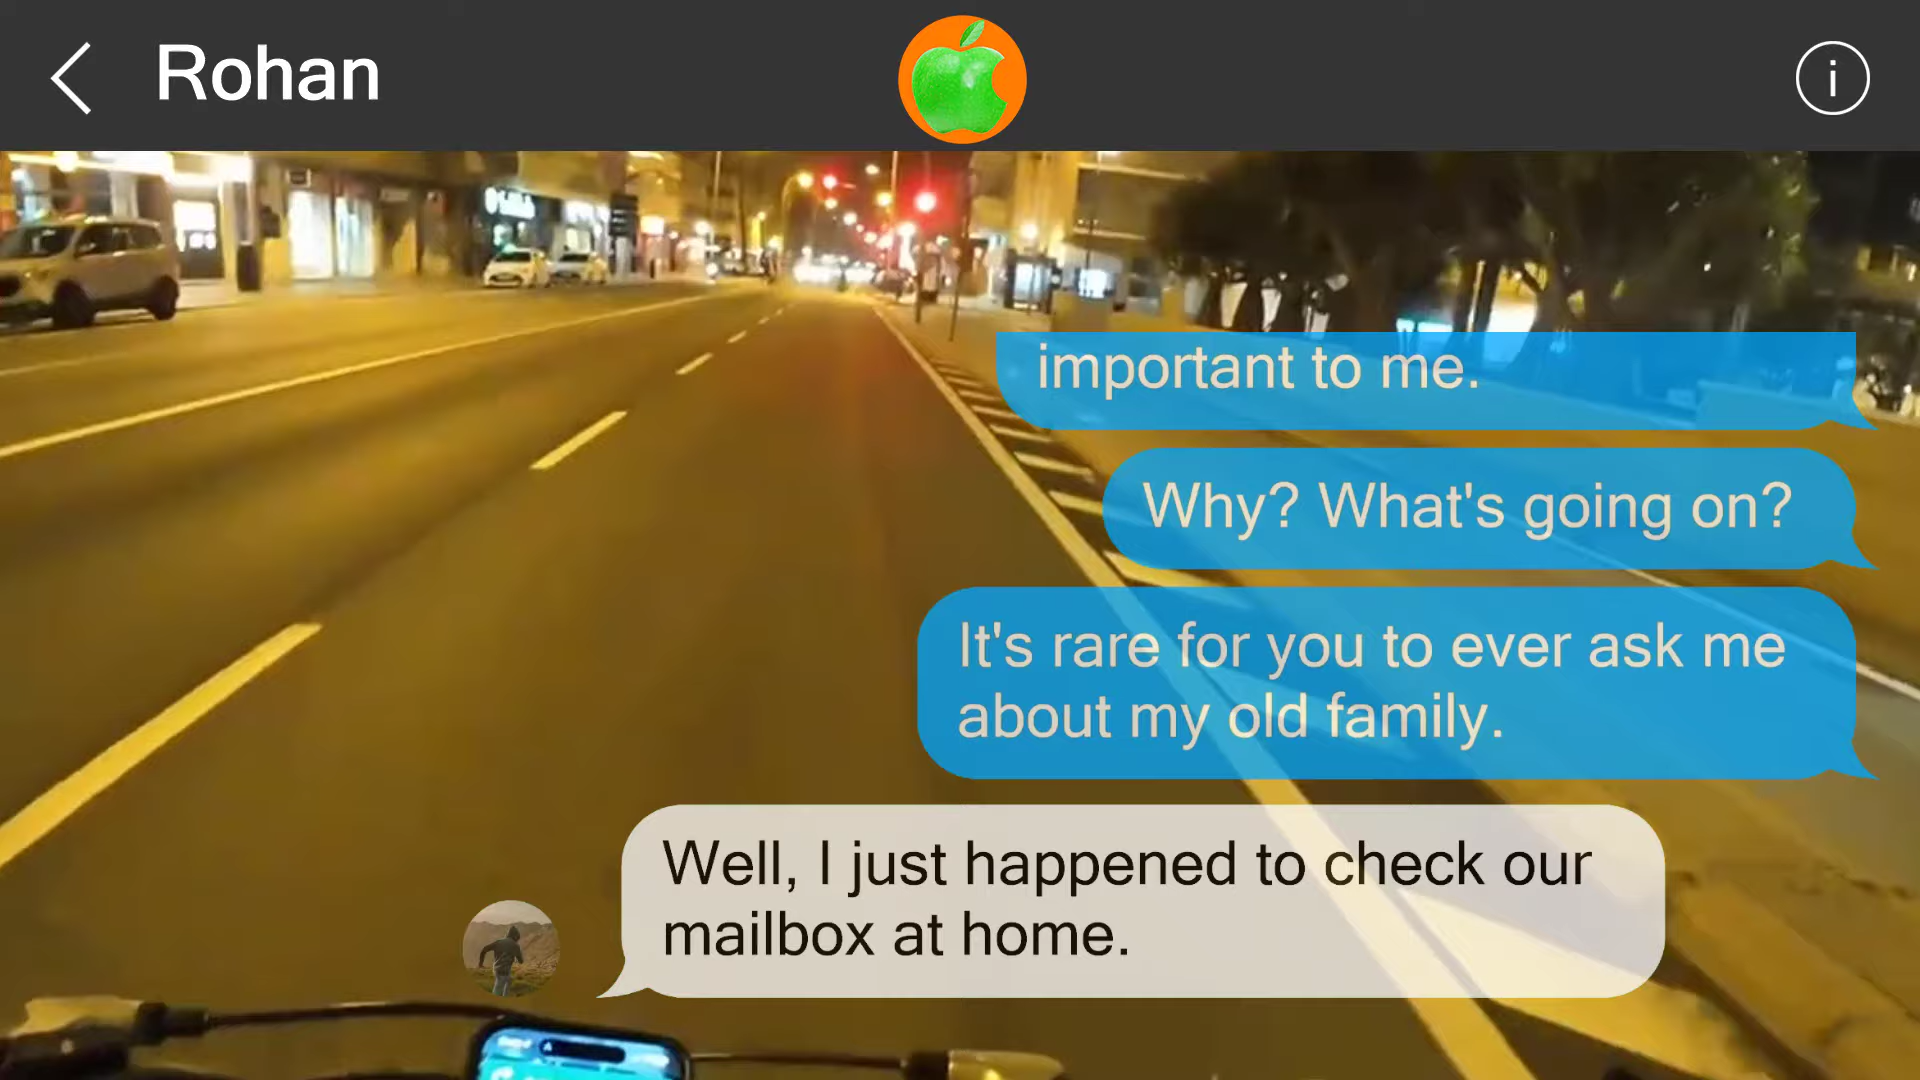 Rohan
important to me.
Why? What's going on?
It's rare for you to ever ask me
about my old family.
Well, I just happened to check our
mailbox at home.